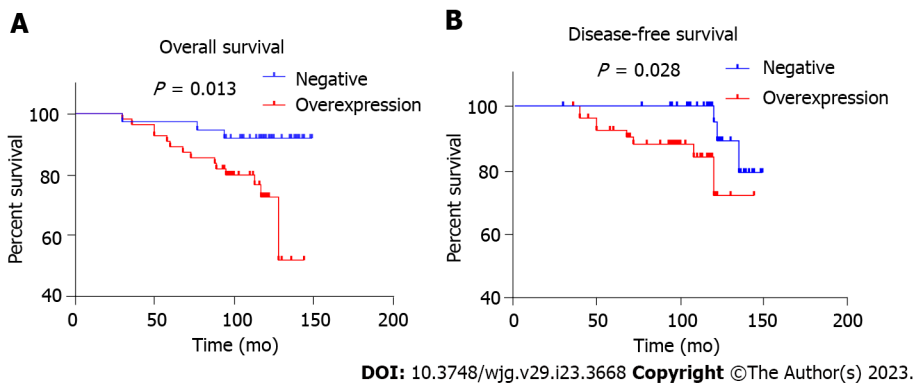 A
Overall survival
P = 0.013
Negative
Overexpression
Percent survival
100
80
60
40
0
50
100
150
200
Time (mo)
B
Disease-free survival
P = 0.028
Negative
Overexpression
Percent survival
100
80
60
40
0
50
100
150
200
Time (mo)
DOI: 10.3748/wjg.v29.i23.3668 Copyright ©The Author(s) 2023.